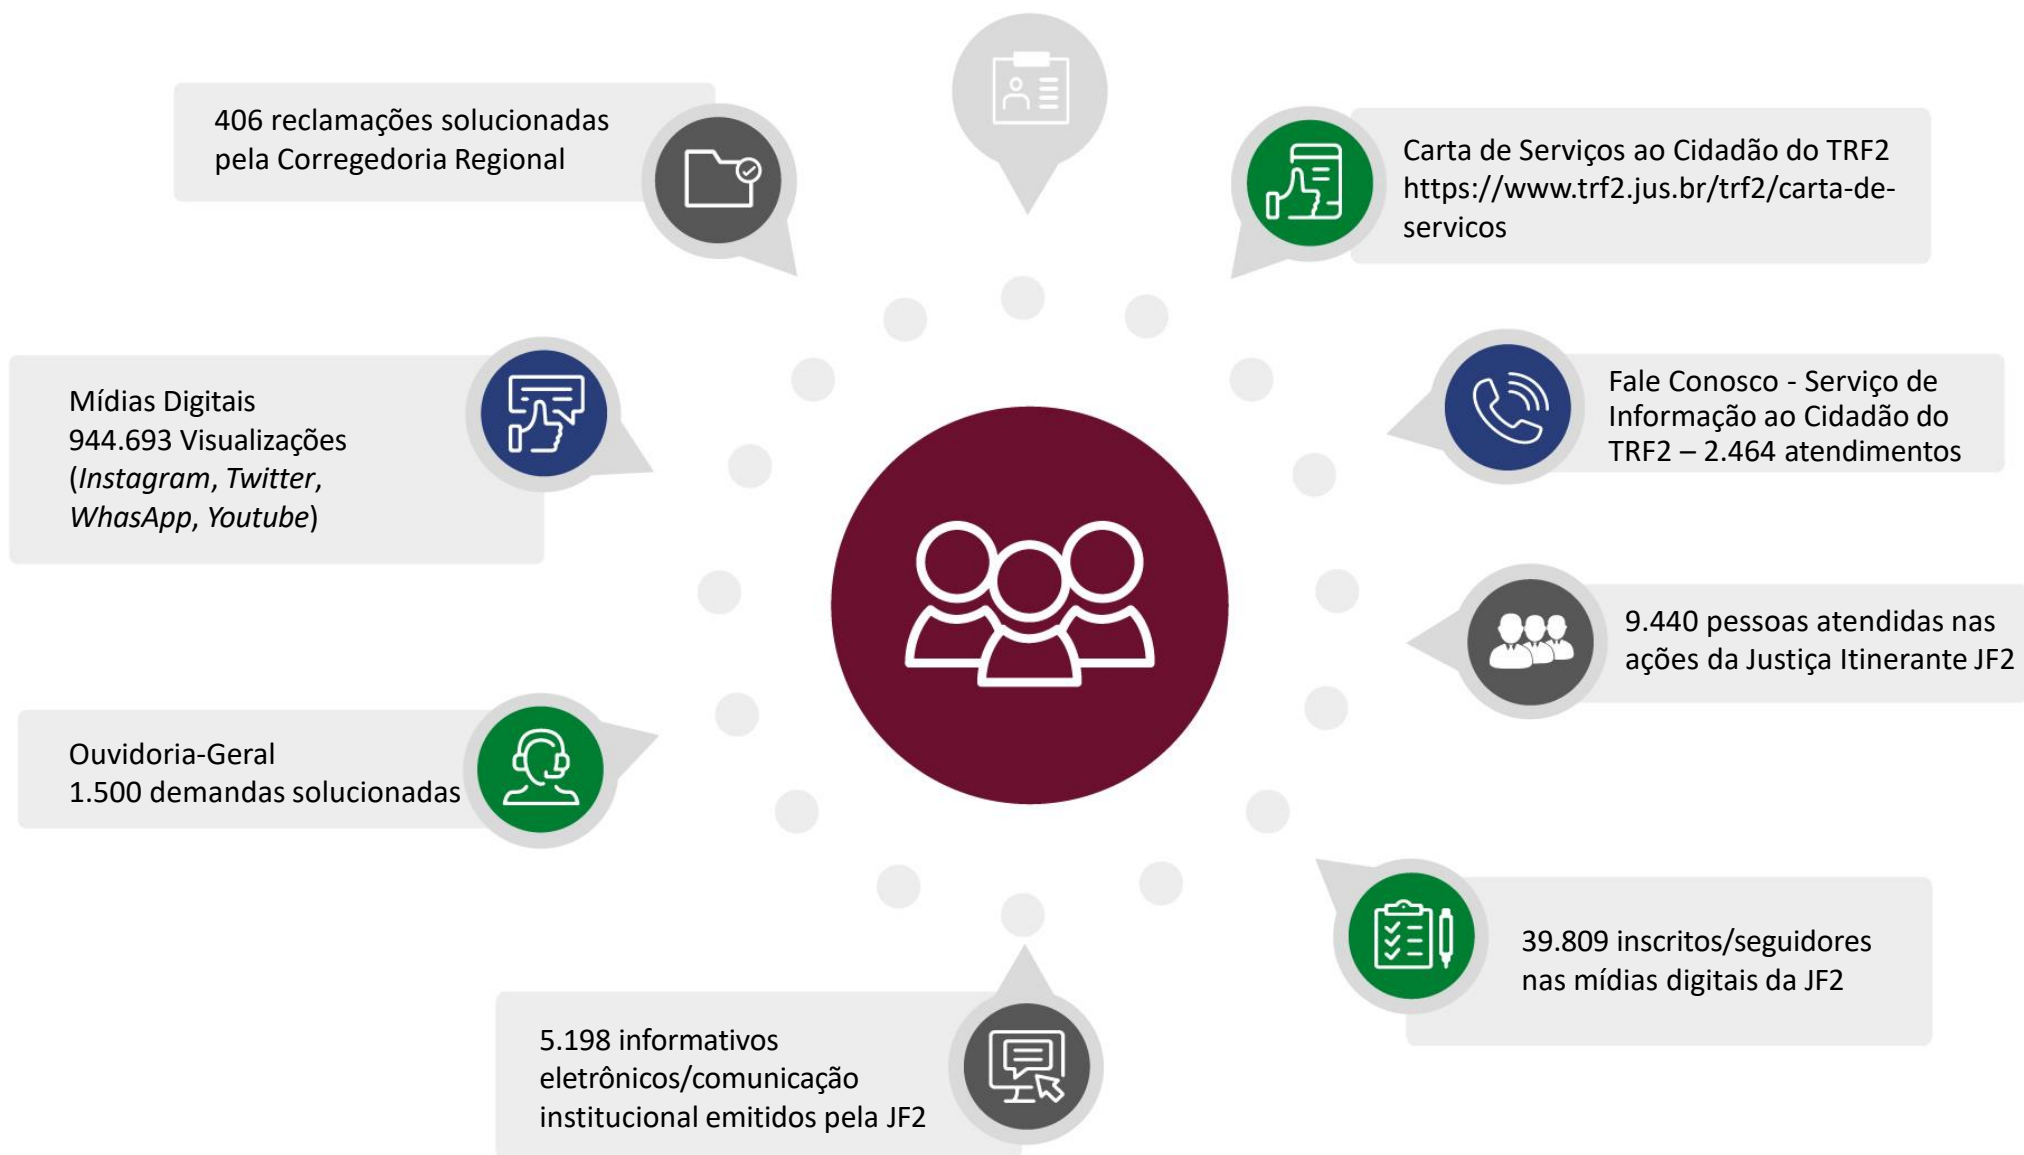 406 reclamações solucionadas
pela Corregedoria Regional
Carta de Serviços ao Cidadão do TRF2
https://www.trf2.jus.br/trf2/carta-de-
servicos
Mídias Digitais
944.693 Visualizações
(Instagram, Twitter,
WhasApp, Youtube)
Fale Conosco - Serviço de
Informação ao Cidadão do
TRF2 – 2.464 atendimentos
9.440 pessoas atendidas nas
ações da Justiça Itinerante JF2
Ouvidoria-Geral
1.500 demandas solucionadas
39.809 inscritos/seguidores
nas mídias digitais da JF2
5.198 informativos
eletrônicos/comunicação
institucional emitidos pela JF2